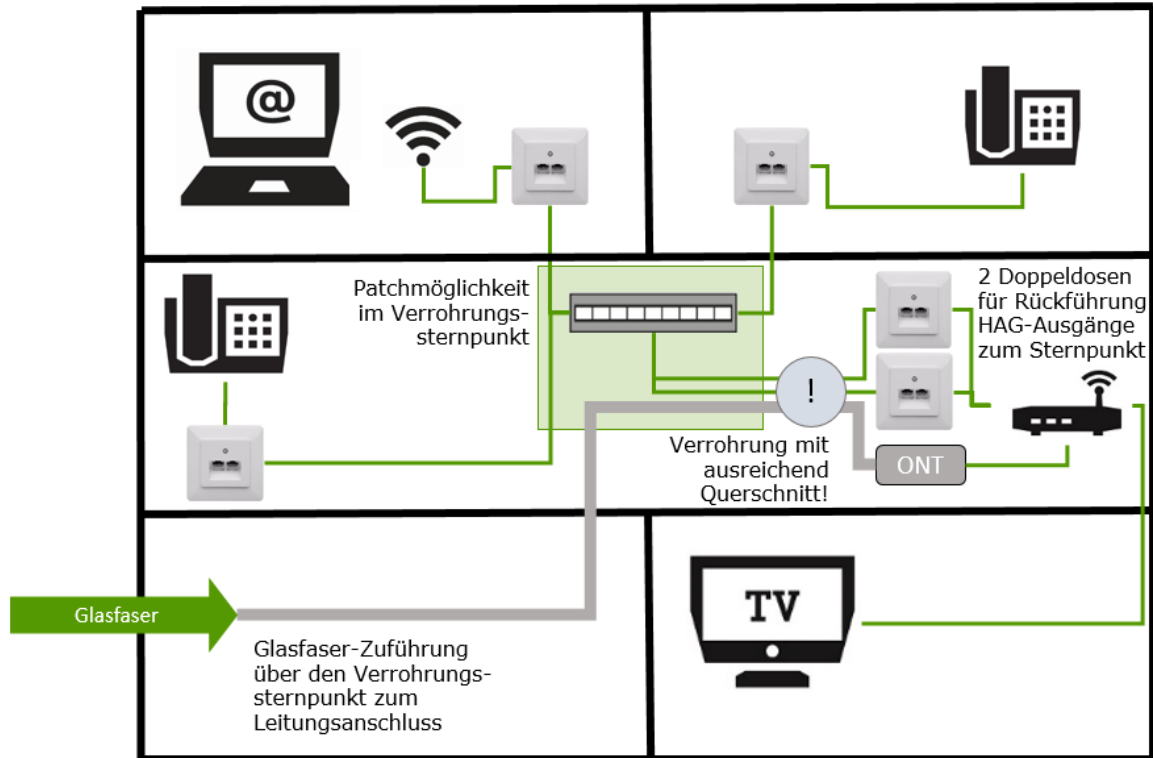 @
Patchmöglichkeit
im Verrohrungs-
sternpunkt
2 Doppeldosen
für Rückführung
HAG-Ausgänge
zum Sternpunkt
!
Verrohrung mit
ausreichend
Querschnitt!
ONT
Glasfaser
TV
Glasfaser-Zuführung
über den Verrohrungs-
sternpunkt zum
Leitungsanschluss